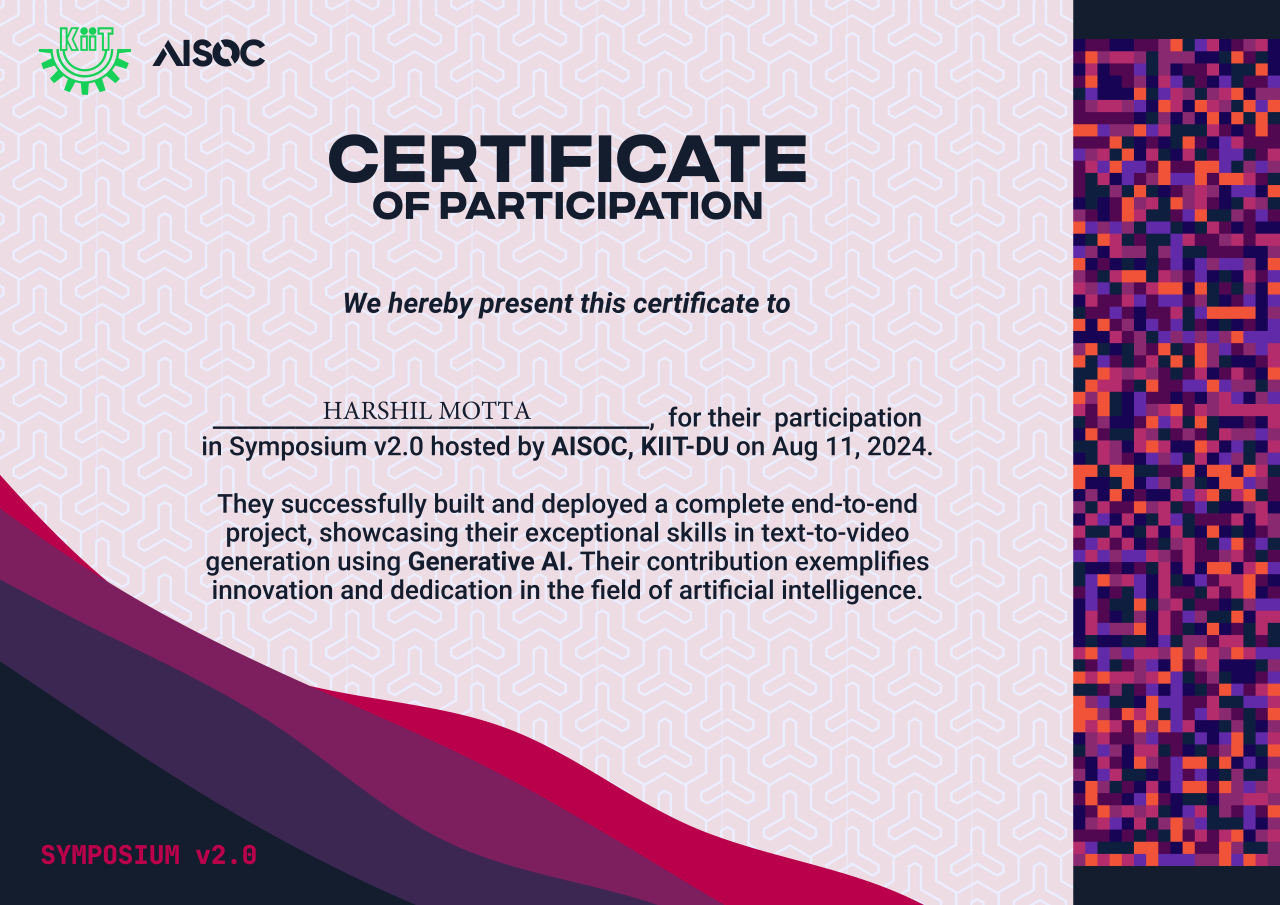 KiiT
AISOC
CERTIFICATE
OF PARTICIPATION
We hereby present this certificate to
HARSHIL MOTTA, for their participation
in Symposium v2.0 hosted by AISOC, KIIT-DU on Aug 11, 2024.
They successfully built and deployed a complete end-to-end
project, showcasing their exceptional skills in text-to-video
generation using Generative AI. Their contribution exemplifies
innovation and dedication in the field of artificial intelligence.
SYMPOSIUM v2.0